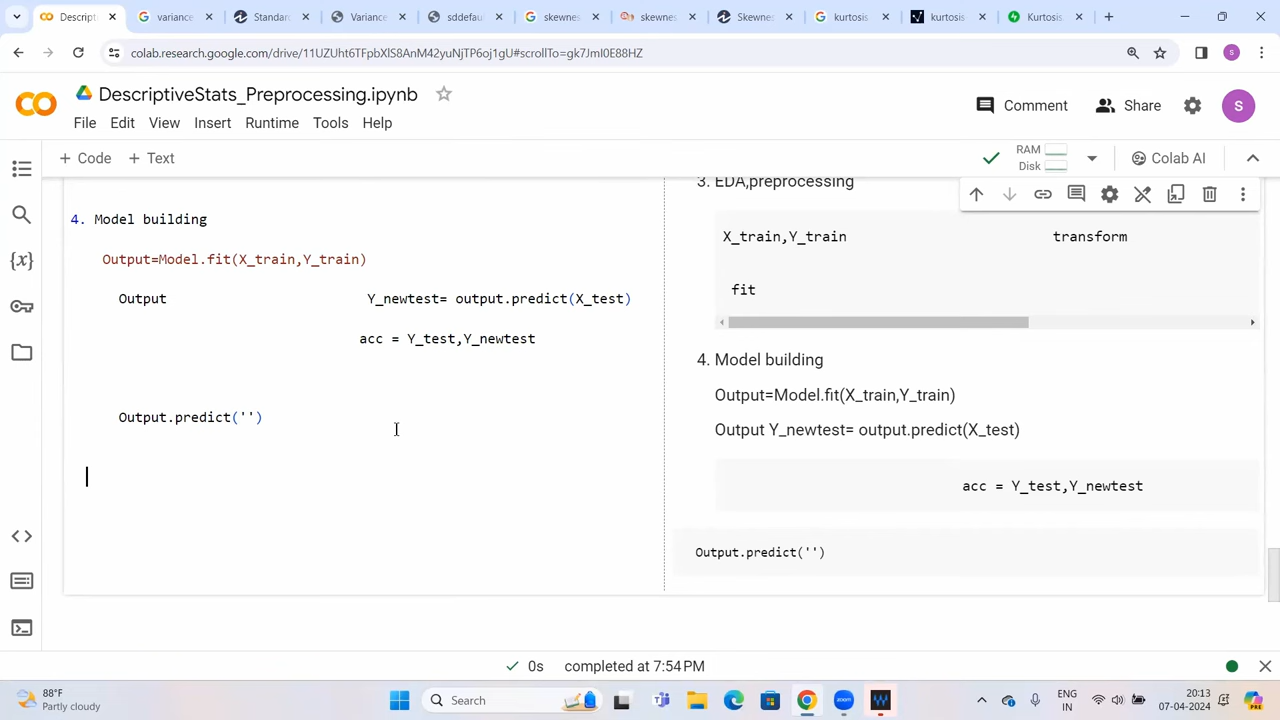 Descript
variance
Standar
Variance
sddefau
skewnes
skewnes
Skewnes
kurtosis
kurtosis
Kurtosis
colab.research.google.com/drive/11UZUht6TFpbXlS8AnM42yuNjTP6oj1gU#scrollTo=gk7JmI0E88HZ
DescriptiveStats_Preprocessing.ipynb
Comment
Share
S
File Edit View Insert Runtime Tools Help
+ Code + Text
RAM
Disk
Colab AI
4. Model building
Output=Model.fit(X_train,Y_train)
Output Y_newtest= output.predict(X_test)
acc = Y_test,Y_newtest
Output.predict('')
3. EDA,preprocessing
X_train,Y_train transform
fit
4. Model building
Output=Model.fit(X_train,Y_train)
Output Y_newtest= output.predict(X_test)
acc = Y_test,Y_newtest
Output.predict('')
0s completed at 7:54 PM
88°F
Partly cloudy
Search
ENG
IN
20:13
07-04-2024